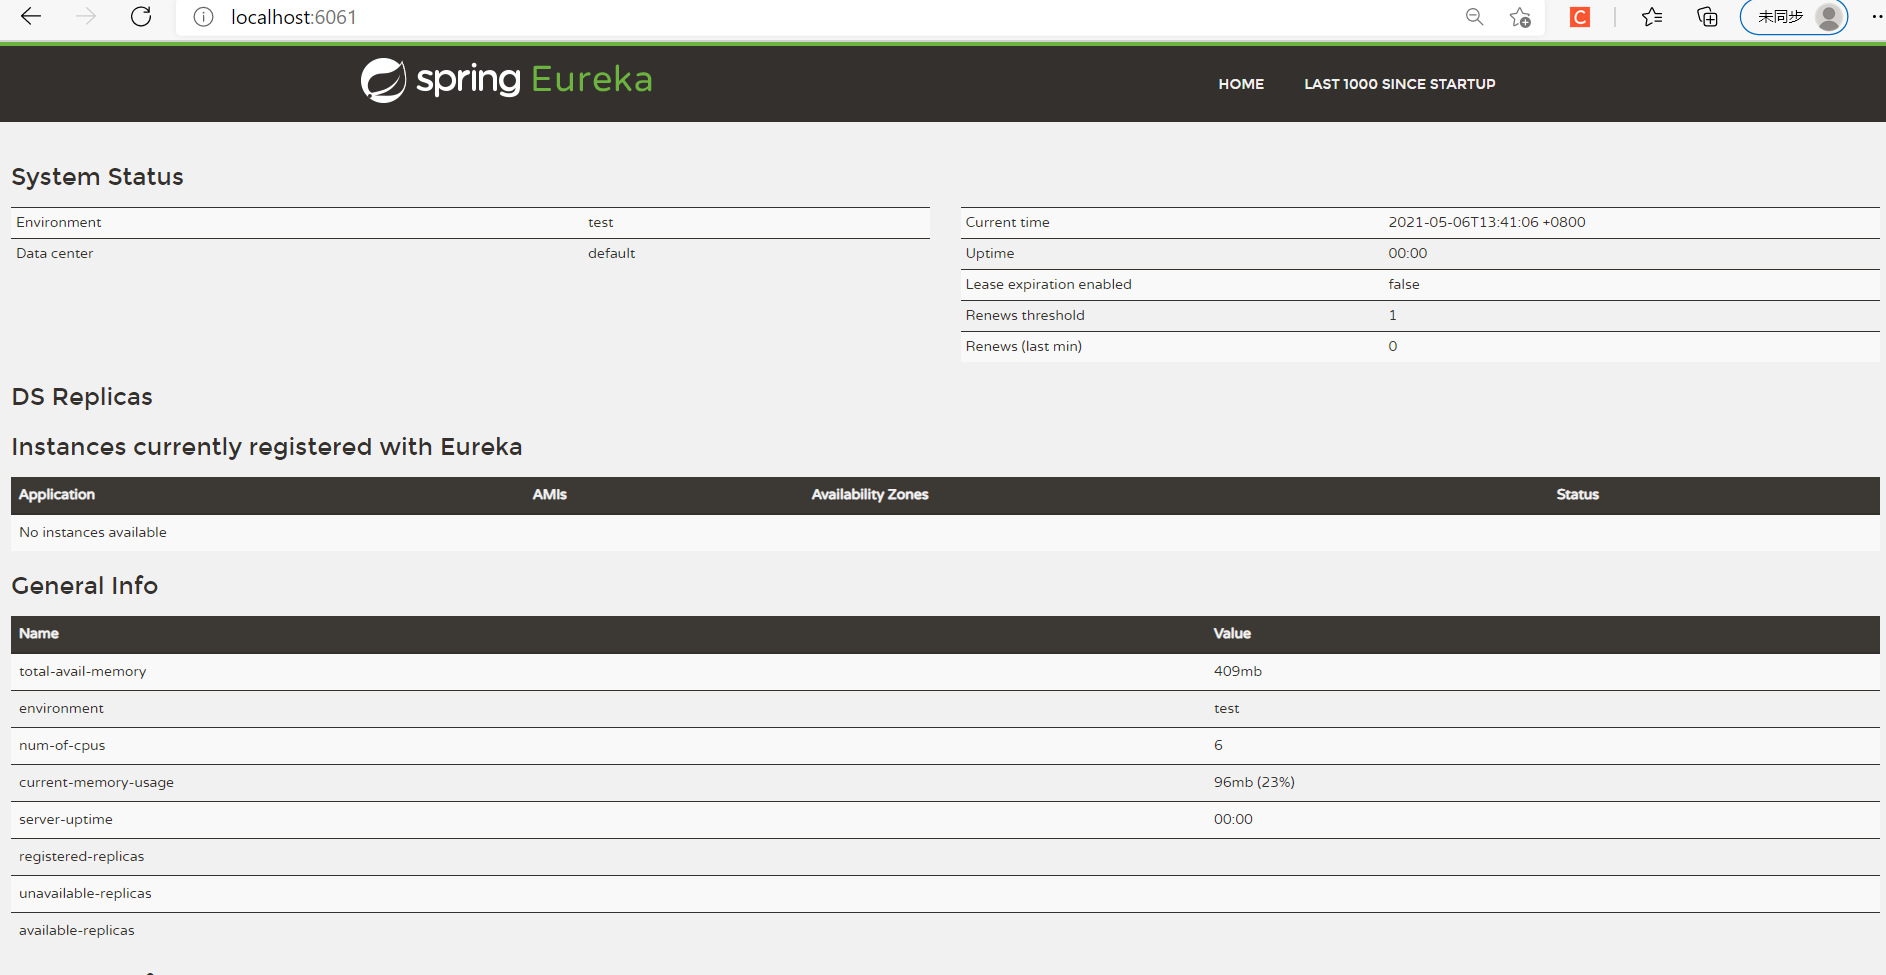 localhost:6061
C
未同步
spring Eureka
HOME LAST 1000 SINCE STARTUP
System Status
Environment test
Data center default
Current time 2021-05-06T13:41:06 +0800
Uptime 00:00
Lease expiration enabled false
Renews threshold 1
Renews (last min) 0
DS Replicas
Instances currently registered with Eureka
Application AMIs Availability Zones Status
No instances available
General Info
Name Value
total-avail-memory 409mb
environment test
num-of-cpus 6
current-memory-usage 96mb (23%)
server-uptime 00:00
registered-replicas
unavailable-replicas
available-replicas